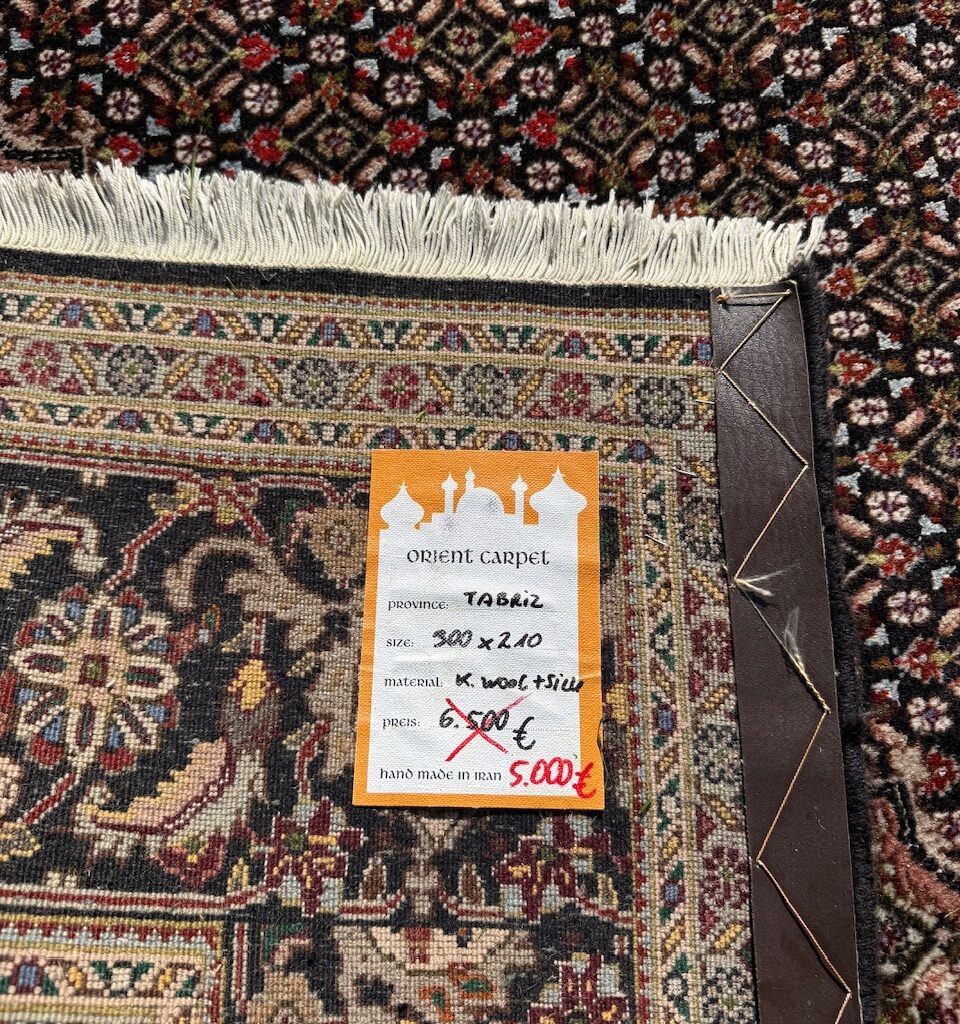 ORIENT CARPET
PROVINCE: TABRIZ
SIZE: 300 x 210
MATERIAL: K. WOOL + SILK
PREIS: 6.500 €
HAND MADE IN IRAN 5.000 €